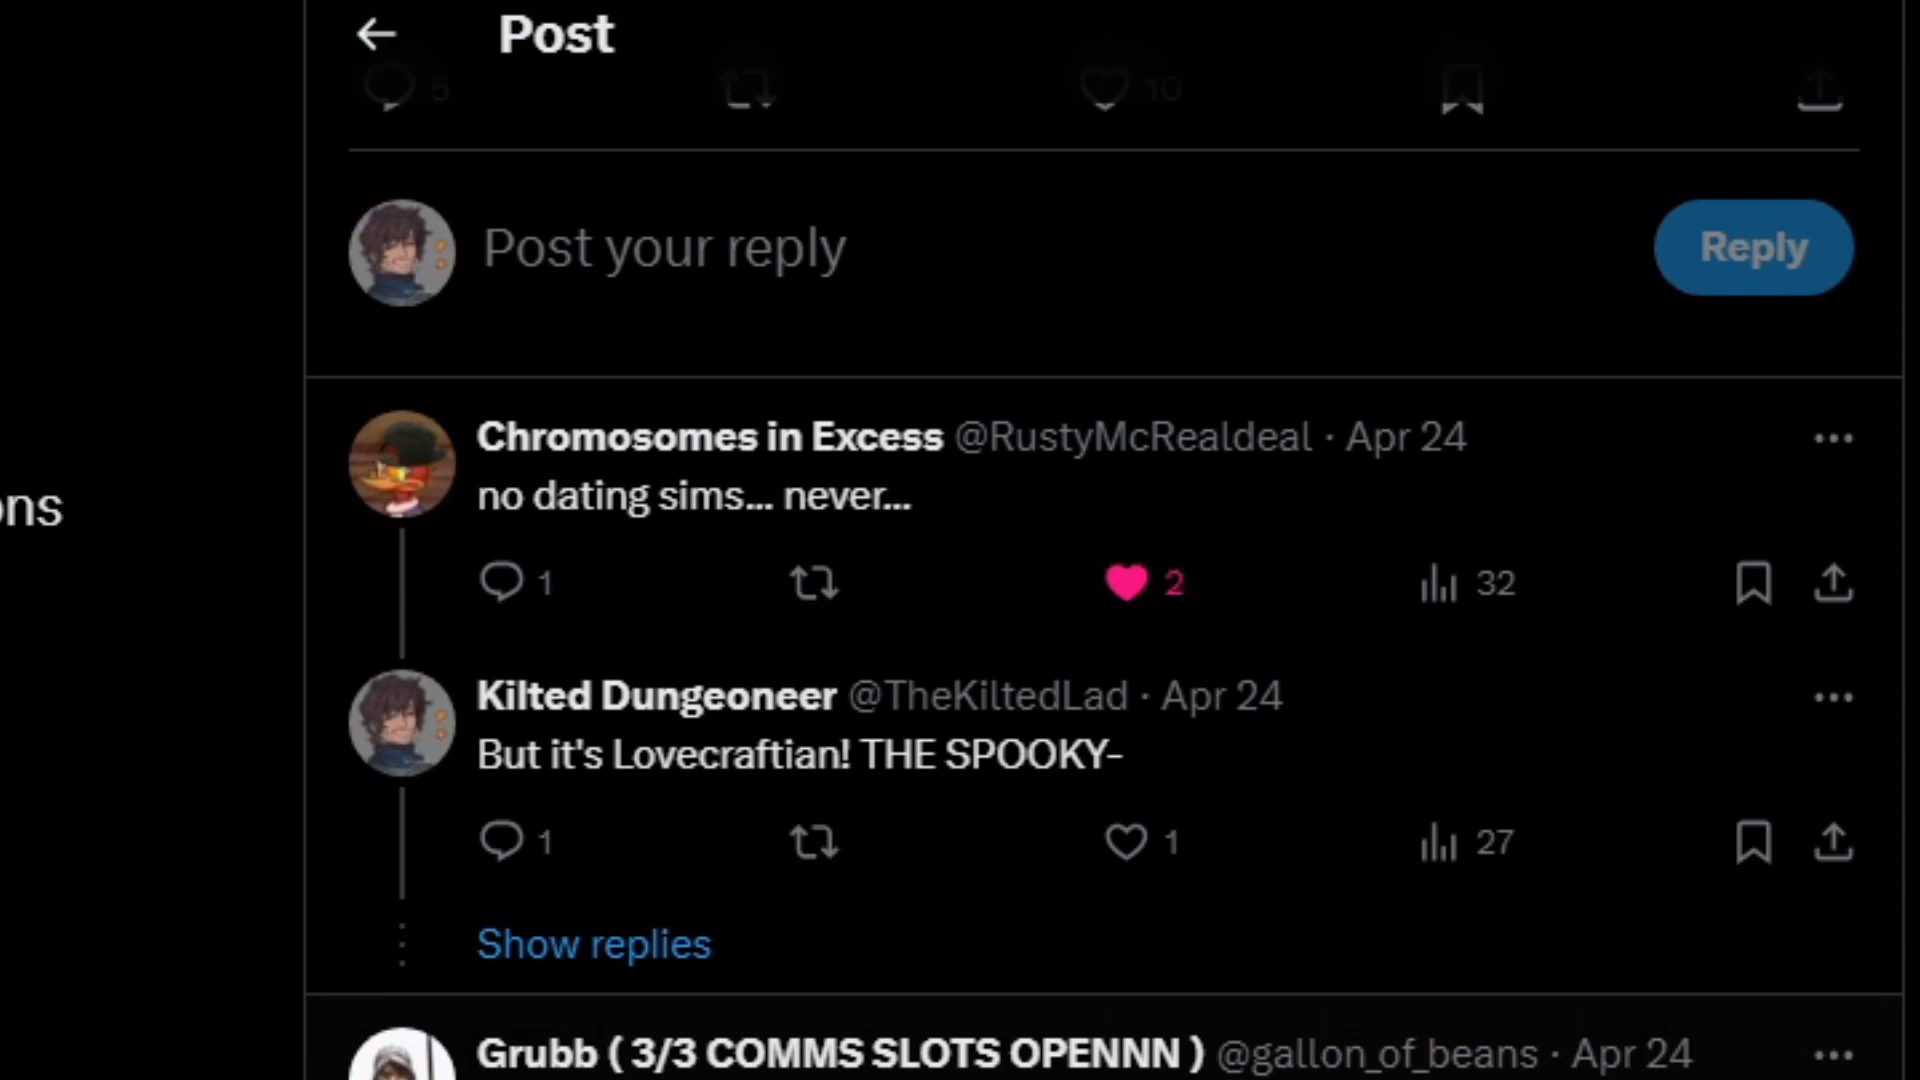 Post
5 10
Post your reply
Reply
Chromosomes in Excess @RustyMcRealdeal · Apr 24
no dating sims... never...
1 2 32
ons
Kilted Dungeoneer @TheKiltedLad · Apr 24
But it's Lovecraftian! THE SPOOKY-
1 1 27
Show replies
Grubb ( 3/3 COMMS SLOTS OPENNN ) @gallon_of_beans · Apr 24